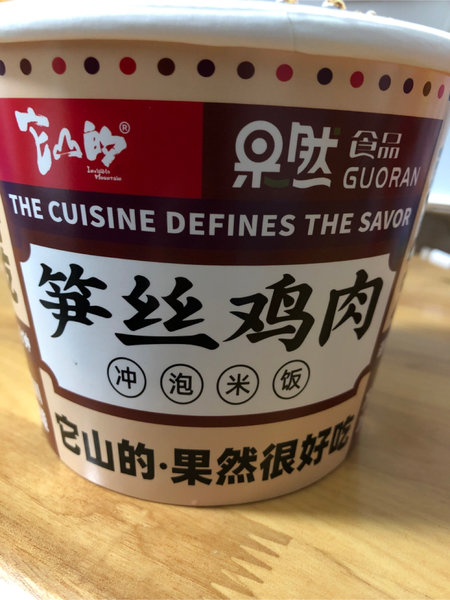 它山的®
Invisible
Mountain
果然 食品
GUORAN
THE CUISINE DEFINES THE SAVOR
笋丝鸡肉
冲泡米饭
它山的·果然很好吃